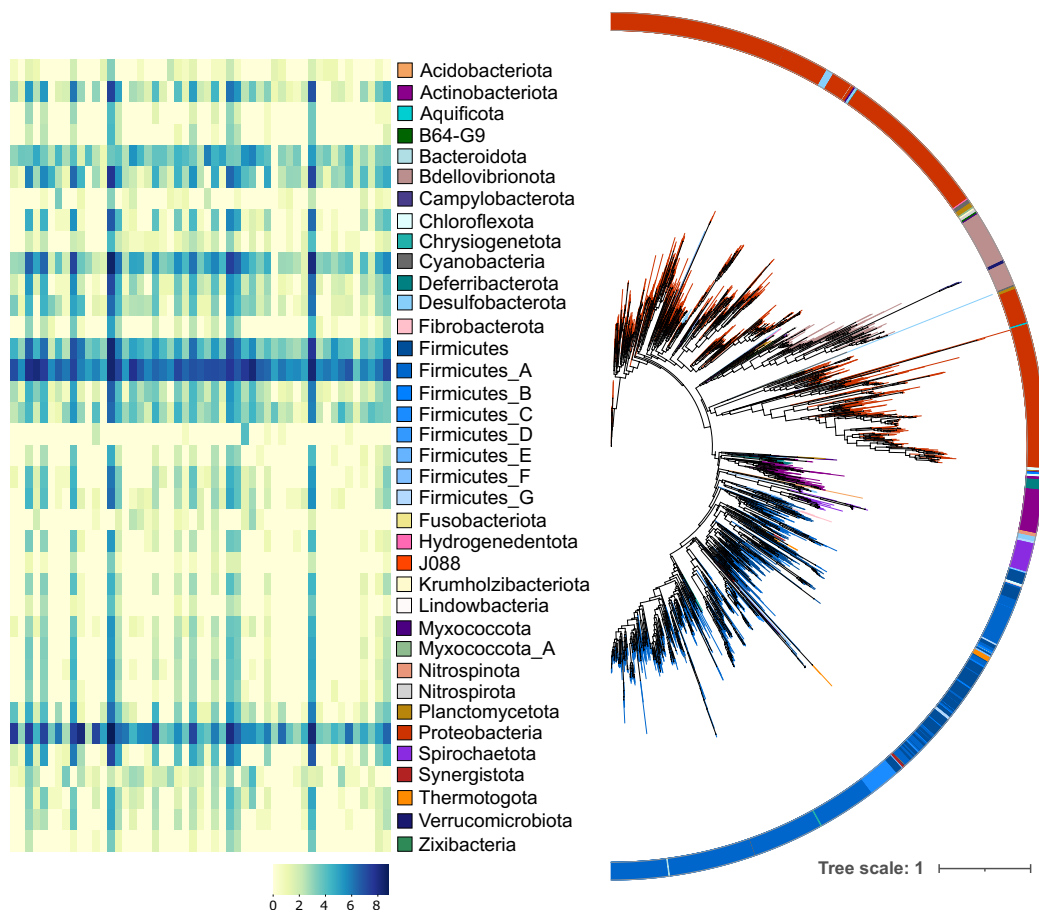 Acidobacteriota
Actinobacteriota
Aquificota
B64-G9
Bacteroidota
Bdellovibrionota
Campylobacterota
Chloroflexota
Chrysiogenetota
Cyanobacteria
Deferribacterota
Desulfobacterota
Fibrobacterota
Firmicutes
Firmicutes_A
Firmicutes_B
Firmicutes_C
Firmicutes_D
Firmicutes_E
Firmicutes_F
Firmicutes_G
Fusobacteriota
Hydrogenedentota
J088
Krumholzibacteriota
Lindowbacteria
Myxococcota
Myxococcota_A
Nitrospinota
Nitrospirota
Planctomycetota
Proteobacteria
Spirochaetota
Synergistota
Thermotogota
Verrucomicrobiota
Zixibacteria
Tree scale: 1
0 2 4 6 8